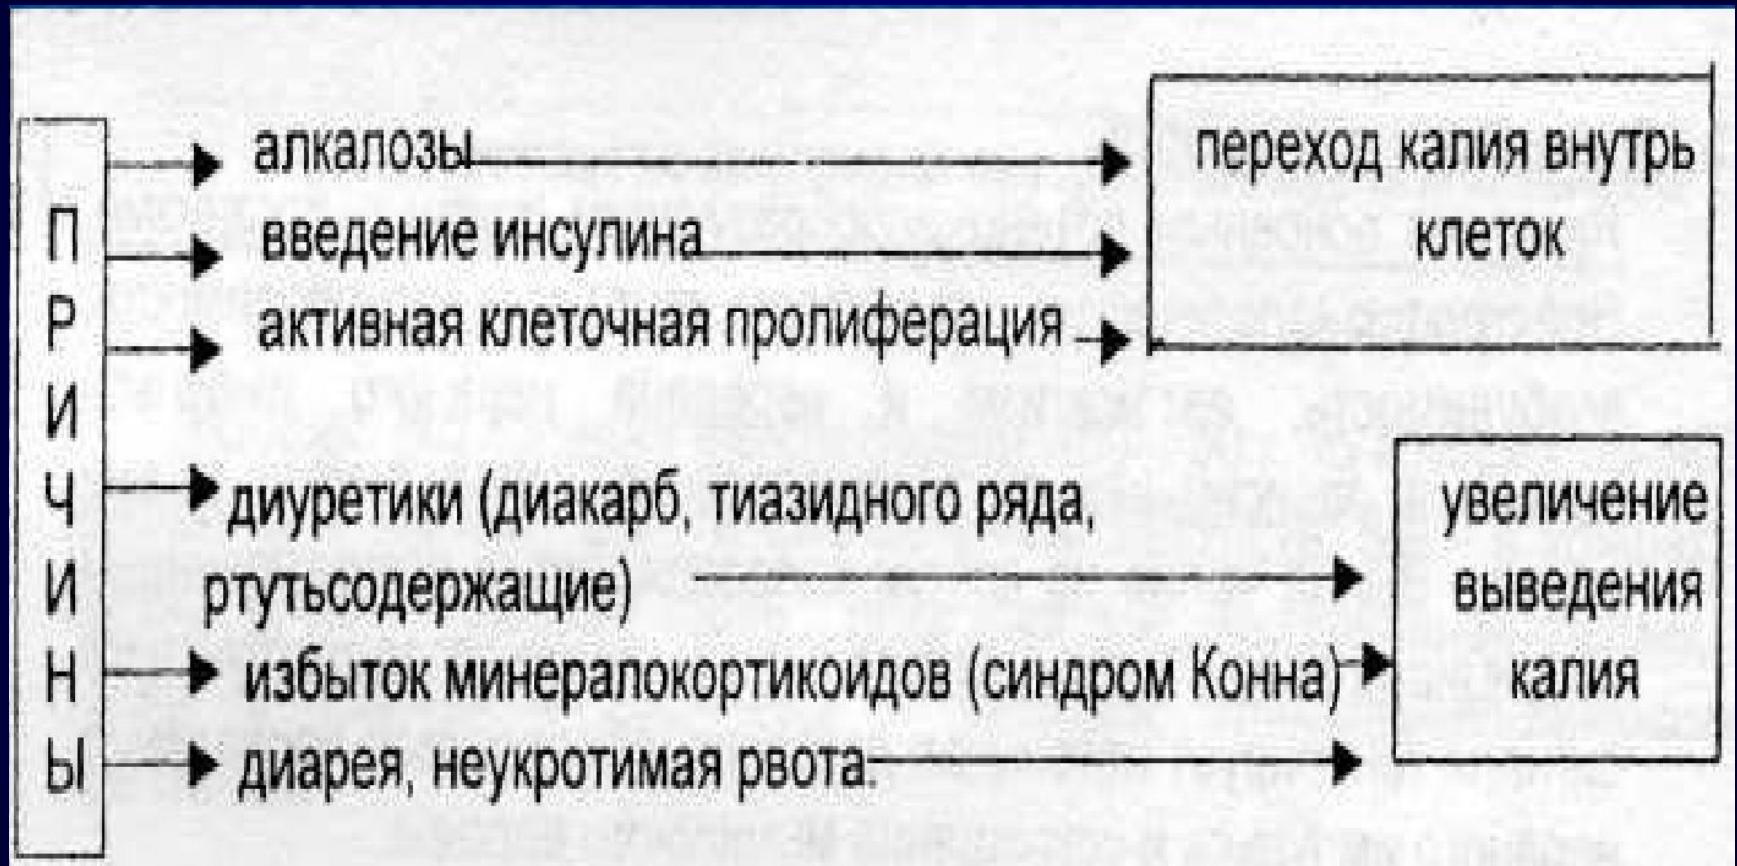 ПРИЧИНЫ
алкалозы
введение инсулина
активная клеточная пролиферация
переход калия внутрь
клеток
диуретики (диакарб, тиазидного ряда,
ртутьсодержащие)
избыток минералокортикоидов (синдром Конна)
диарея, неукротимая рвота.
увеличение
выведения
калия